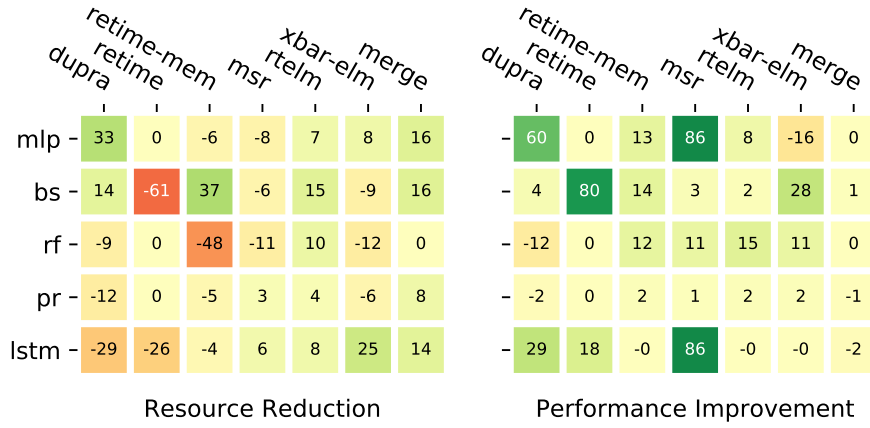 dupra retime retime-mem msr rtelm xbar-elm merge
dupra retime retime-mem msr rtelm xbar-elm merge
mlp 33 0 -6 -8 7 8 16 60 0 13 86 8 -16 0
bs 14 -61 37 -6 15 -9 16 4 80 14 3 2 28 1
rf -9 0 -48 -11 10 -12 0 -12 0 12 11 15 11 0
pr -12 0 -5 3 4 -6 8 -2 0 2 1 2 2 -1
lstm -29 -26 -4 6 8 25 14 29 18 -0 86 -0 -0 -2
Resource Reduction
Performance Improvement